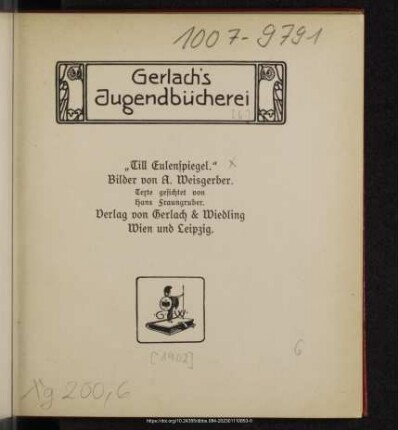 1007-9791
Gerlach's
Jugendbücherei
[6]
„Till Eulenspiegel.“ x
Bilder von A. Weisgerber.
Texte gesichtet von
Hans Fraungruber.
Verlag von Gerlach & Wiedling
Wien und Leipzig.
G W
[1902]
6
200,6